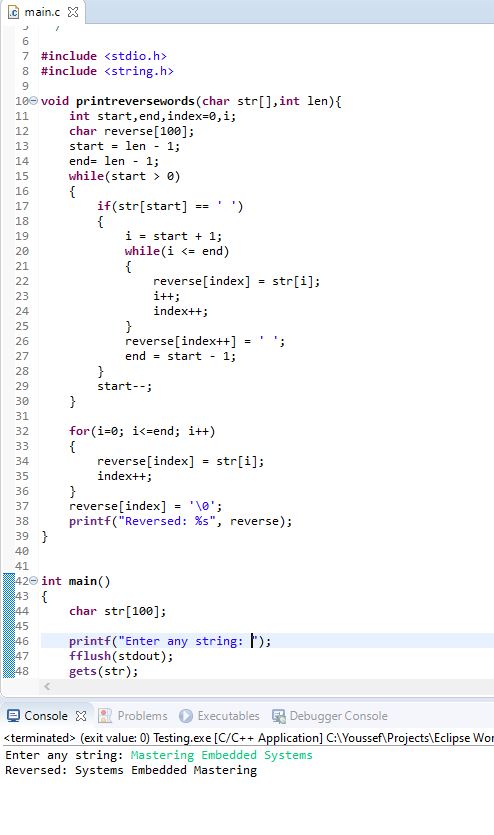 main.c
5 */
6
7 #include <stdio.h>
8 #include <string.h>
9
10 void printreversewords(char str[],int len){
11     int start,end,index=0,i;
12     char reverse[100];
13     start = len - 1;
14     end= len - 1;
15     while(start > 0)
16     {
17         if(str[start] == ' ')
18         {
19             i = start + 1;
20             while(i <= end)
21             {
22                 reverse[index] = str[i];
23                 i++;
24                 index++;
25             }
26             reverse[index++] = ' ';
27             end = start - 1;
28         }
29         start--;
30     }
31
32     for(i=0; i<=end; i++)
33     {
34         reverse[index] = str[i];
35         index++;
36     }
37     reverse[index] = '\0';
38     printf("Reversed: %s", reverse);
39 }
40
41
42 int main()
43 {
44     char str[100];
45
46     printf("Enter any string: ");
47     fflush(stdout);
48     gets(str);
Console Problems Executables Debugger Console
<terminated> (exit value: 0) Testing.exe [C/C++ Application] C:\Youssef\Projects\Eclipse Wor
Enter any string: Mastering Embedded Systems
Reversed: Systems Embedded Mastering